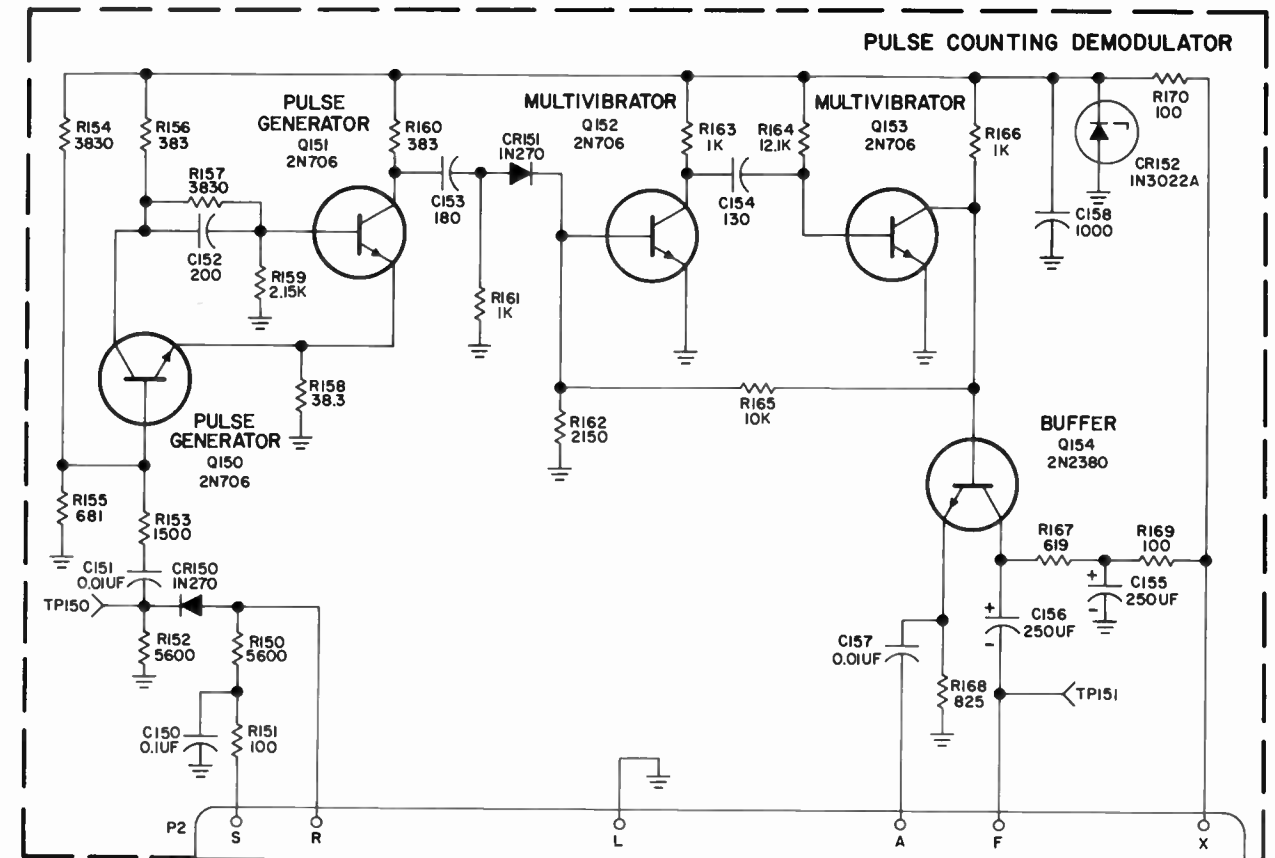 PULSE COUNTING DEMODULATOR
R154
3830
R156
383
PULSE
GENERATOR
Q151
2N706
R160
383
CR151
1N270
MULTIVIBRATOR
Q152
2N706
R163
1K
R164
12.1K
MULTIVIBRATOR
Q153
2N706
R166
1K
R170
100
CR152
1N3022A
R157
3830
C152
200
R159
2.15K
C153
180
R161
1K
C154
130
C158
1000
R158
38.3
PULSE
GENERATOR
Q150
2N706
R162
2150
R165
10K
BUFFER
Q154
2N2380
R155
681
R153
1500
C151
0.01UF
CR150
1N270
TP150
R152
5600
R150
5600
C150
0.1UF
R151
100
R167
619
R169
100
+
C155
250UF
-
+
C156
250UF
-
C157
0.01UF
R168
825
TP151
P2
S
R
L
A
F
X